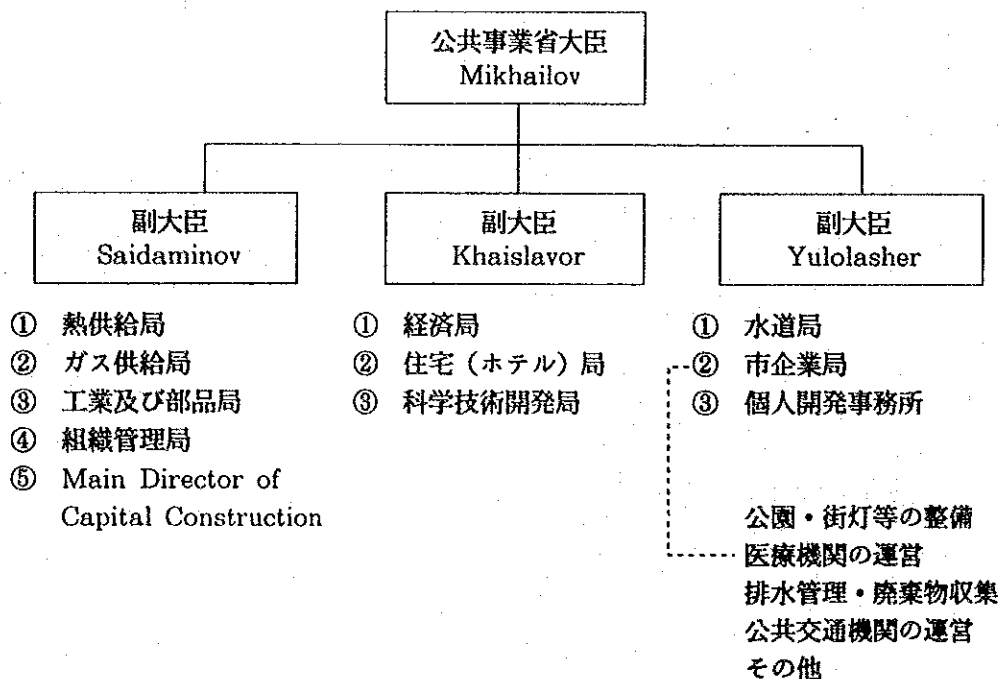 公共事業省大臣
Mikhailov
副大臣
Saidaminov
① 熱供給局
② ガス供給局
③ 工業及び部品局
④ 組織管理局
⑤ Main Director of
Capital Construction
副大臣
Khaislavor
① 経済局
② 住宅（ホテル）局
③ 科学技術開発局
副大臣
Yulolasher
① 水道局
② 市企業局
③ 個人開発事務所
公園・街灯等の整備
医療機関の運営
排水管理・廃棄物収集
公共交通機関の運営
その他